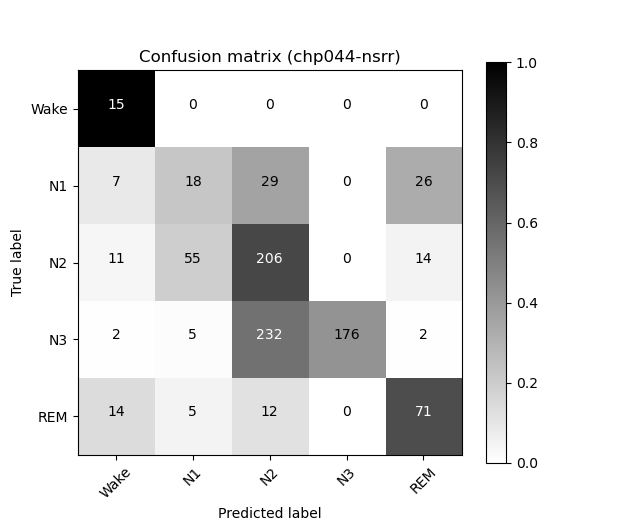 Confusion matrix (chp044-nsrr)
True label
Wake 15 0 0 0 0
N1 7 18 29 0 26
N2 11 55 206 0 14
N3 2 5 232 176 2
REM 14 5 12 0 71
Wake N1 N2 N3 REM
Predicted label
1.0
0.8
0.6
0.4
0.2
0.0